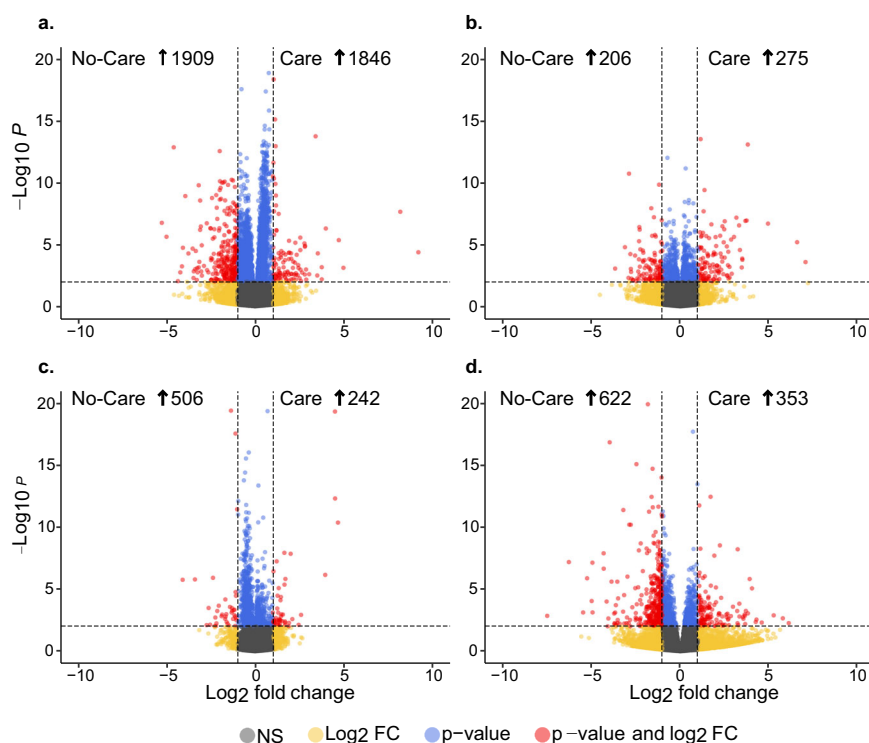 a.
No-Care ↑1909 Care ↑1846
20
15
10
5
0
−Log10 P
−10 −5 0 5 10
b.
No-Care ↑206 Care ↑275
20
15
10
5
0
−10 −5 0 5 10
c.
No-Care ↑506 Care ↑242
20
15
10
5
0
−Log10 P
−10 −5 0 5 10
Log2 fold change
d.
No-Care ↑622 Care ↑353
20
15
10
5
0
−10 −5 0 5 10
Log2 fold change
NS Log2 FC p−value p −value and log2 FC